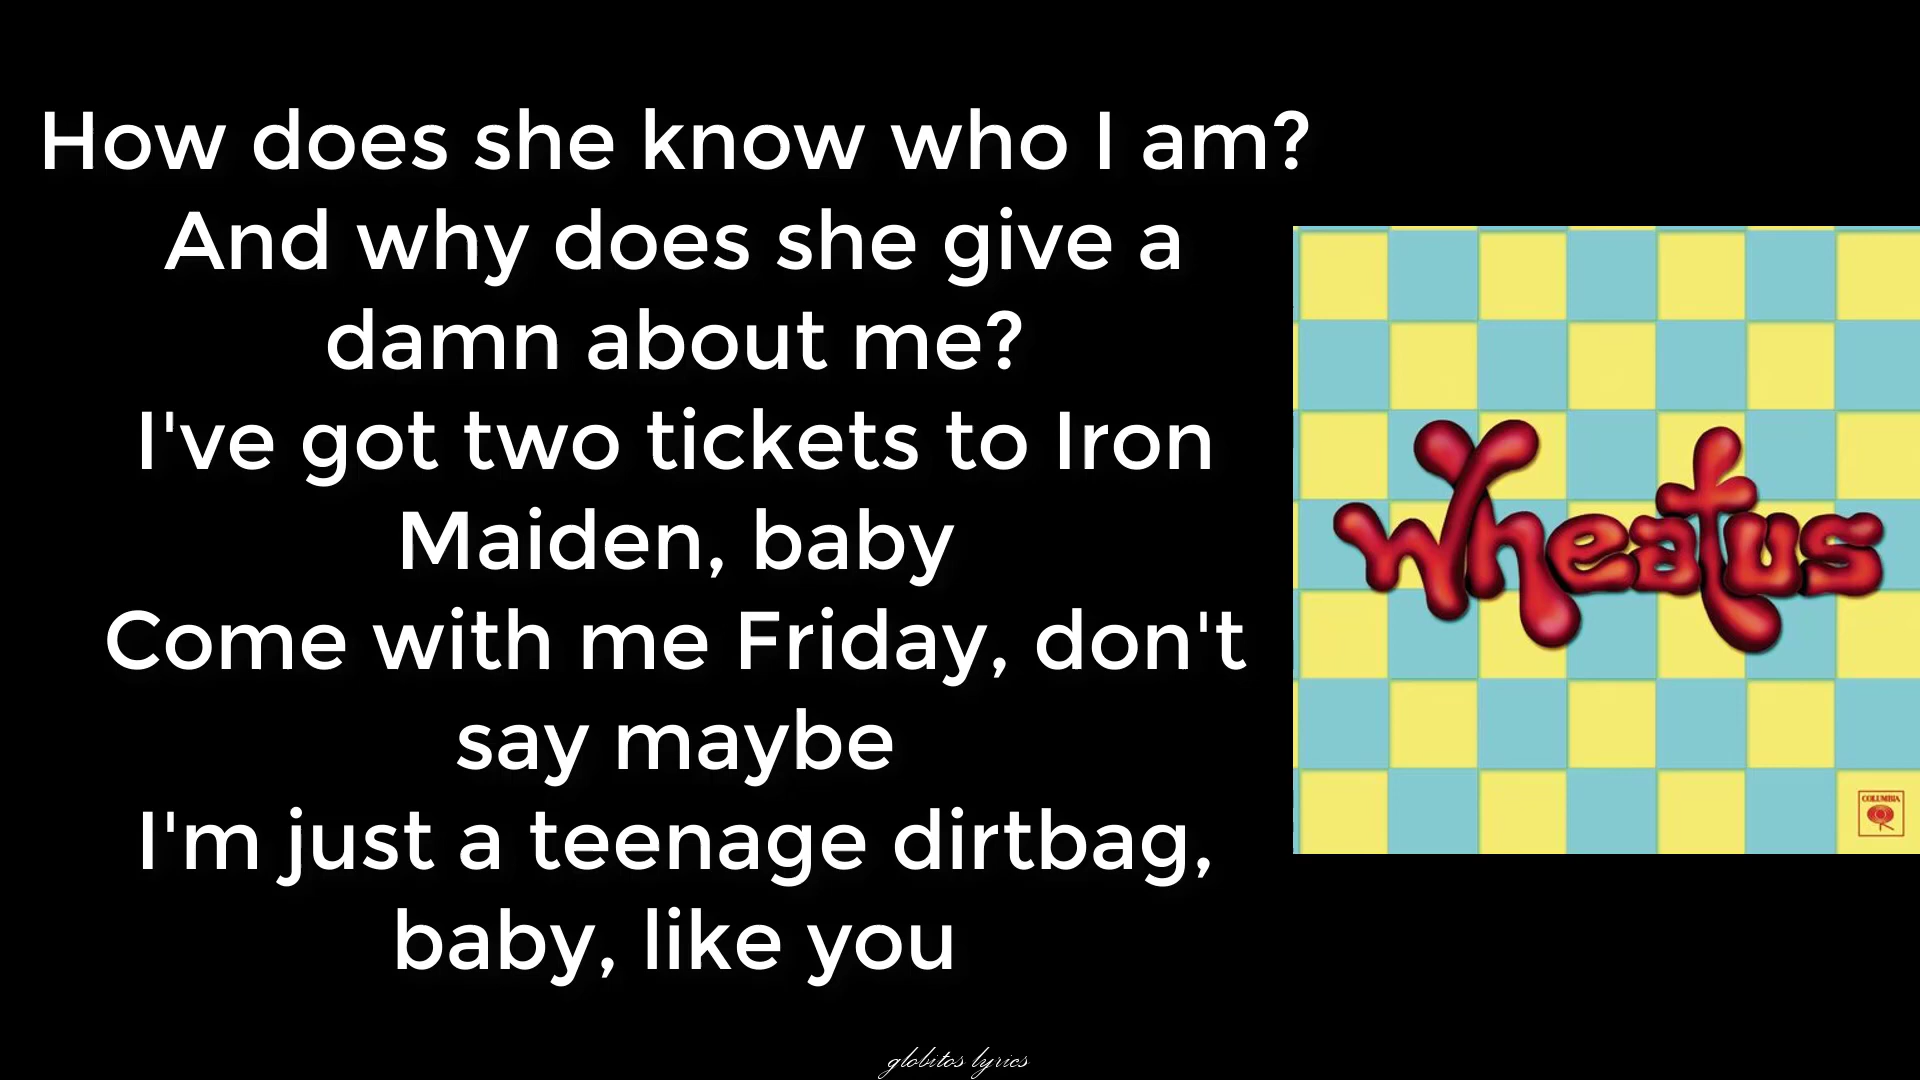 How does she know who I am?
And why does she give a
damn about me?
I've got two tickets to Iron
Maiden, baby
Come with me Friday, don't
say maybe
I'm just a teenage dirtbag,
baby, like you
wheatus
COLUMBIA
globitos lyrics